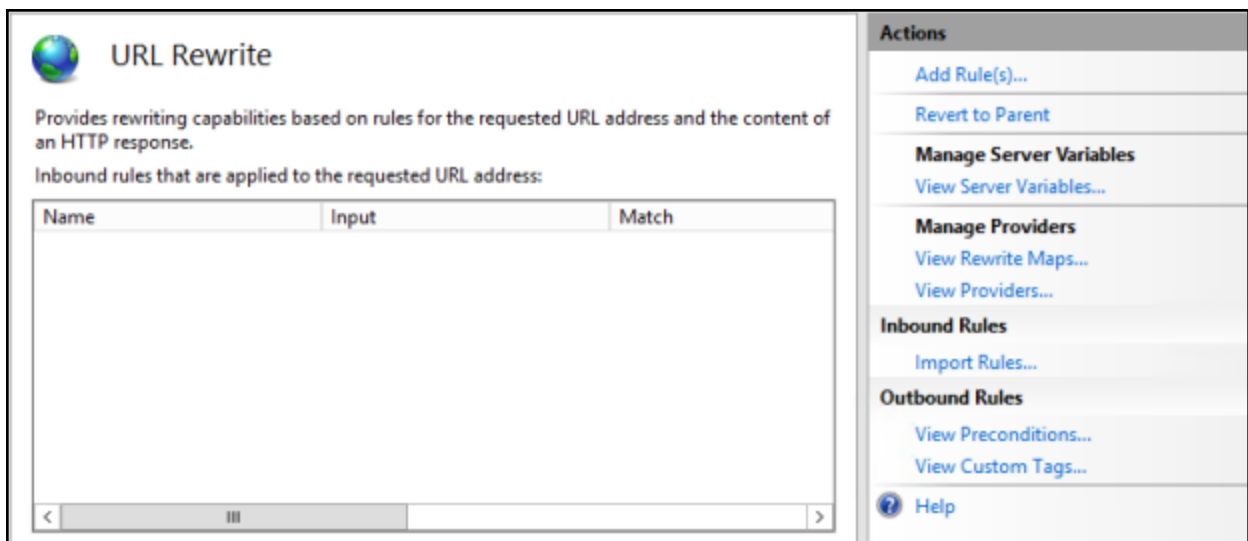 URL Rewrite
Provides rewriting capabilities based on rules for the requested URL address and the content of
an HTTP response.
Inbound rules that are applied to the requested URL address:
Name Input Match
Actions
Add Rule(s)...
Revert to Parent
Manage Server Variables
View Server Variables...
Manage Providers
View Rewrite Maps...
View Providers...
Inbound Rules
Import Rules...
Outbound Rules
View Preconditions...
View Custom Tags...
Help